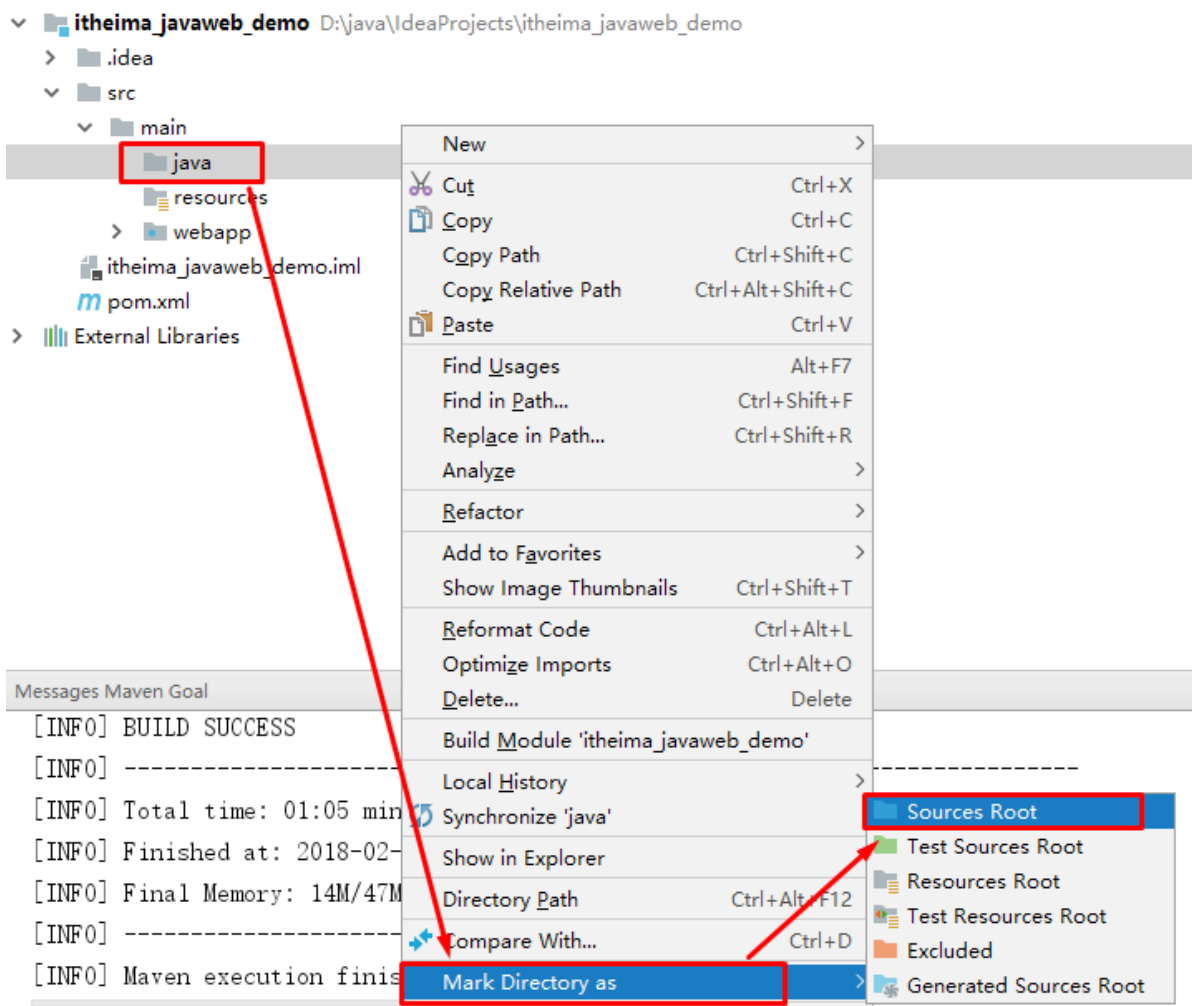 itheima_javaweb_demo D:\java\IdeaProjects\itheima_javaweb_demo
.idea
src
main
java
resources
webapp
itheima_javaweb_demo.iml
pom.xml
External Libraries
New
Cut Ctrl+X
Copy Ctrl+C
Copy Path Ctrl+Shift+C
Copy Relative Path Ctrl+Alt+Shift+C
Paste Ctrl+V
Find Usages Alt+F7
Find in Path... Ctrl+Shift+F
Replace in Path... Ctrl+Shift+R
Analyze
Refactor
Add to Favorites
Show Image Thumbnails Ctrl+Shift+T
Reformat Code Ctrl+Alt+L
Optimize Imports Ctrl+Alt+O
Delete... Delete
Build Module 'itheima_javaweb_demo'
Local History
Synchronize 'java'
Show in Explorer
Directory Path Ctrl+Alt+F12
Compare With... Ctrl+D
Mark Directory as
Sources Root
Test Sources Root
Resources Root
Test Resources Root
Excluded
Generated Sources Root
Messages Maven Goal
[INFO] BUILD SUCCESS
[INFO] ------------------------------------------------------------------------
[INFO] Total time: 01:05 min
[INFO] Finished at: 2018-02-
[INFO] Final Memory: 14M/47M
[INFO] ---------------------
[INFO] Maven execution finis